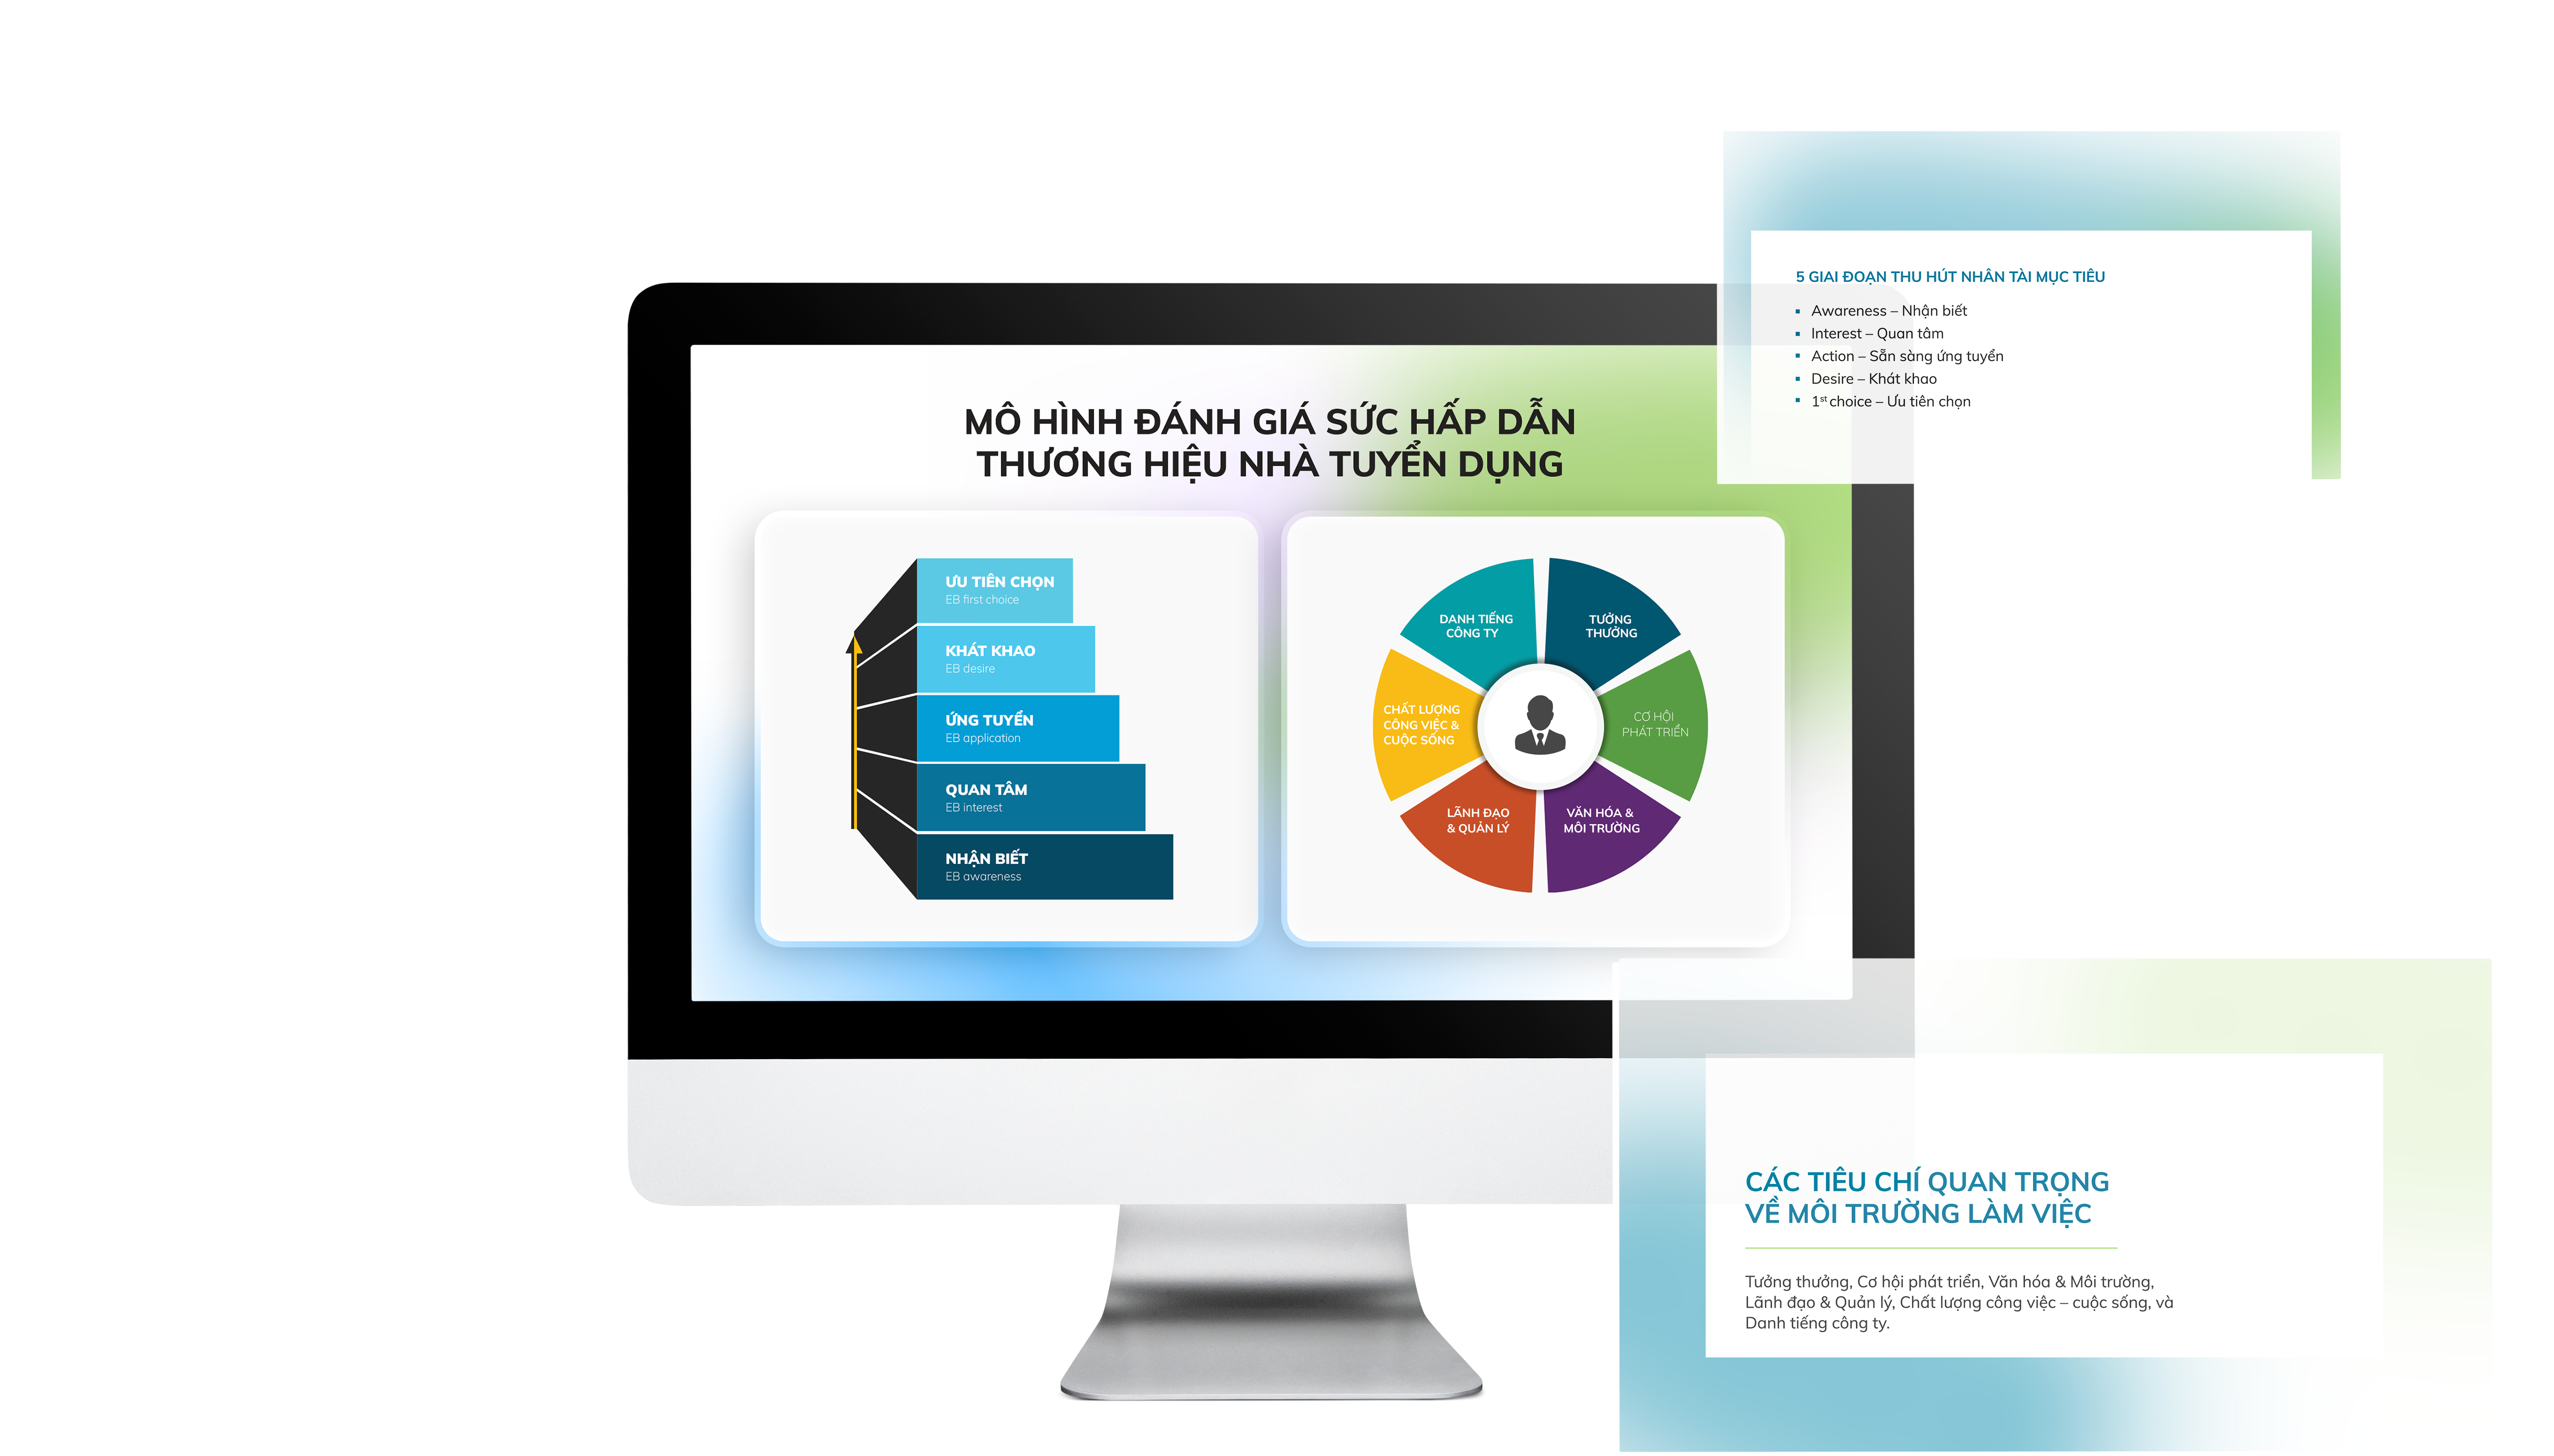 MÔ HÌNH ĐÁNH GIÁ SỨC HẤP DẪN
THƯƠNG HIỆU NHÀ TUYỂN DỤNG
ƯU TIÊN CHỌN
EB first choice
KHÁT KHAO
EB desire
ỨNG TUYỂN
EB application
QUAN TÂM
EB interest
NHẬN BIẾT
EB awareness
DANH TIẾNG
CÔNG TY
TƯỞNG
THƯỞNG
CHẤT LƯỢNG
CÔNG VIỆC &
CUỘC SỐNG
CƠ HỘI
PHÁT TRIỂN
LÃNH ĐẠO
& QUẢN LÝ
VĂN HÓA &
MÔI TRƯỜNG
5 GIAI ĐOẠN THU HÚT NHÂN TÀI MỤC TIÊU
▪ Awareness – Nhận biết
▪ Interest – Quan tâm
▪ Action – Sẵn sàng ứng tuyển
▪ Desire – Khát khao
▪ 1st choice – Ưu tiên chọn
CÁC TIÊU CHÍ QUAN TRỌNG
VỀ MÔI TRƯỜNG LÀM VIỆC
Tưởng thưởng, Cơ hội phát triển, Văn hóa & Môi trường,
Lãnh đạo & Quản lý, Chất lượng công việc – cuộc sống, và
Danh tiếng công ty.